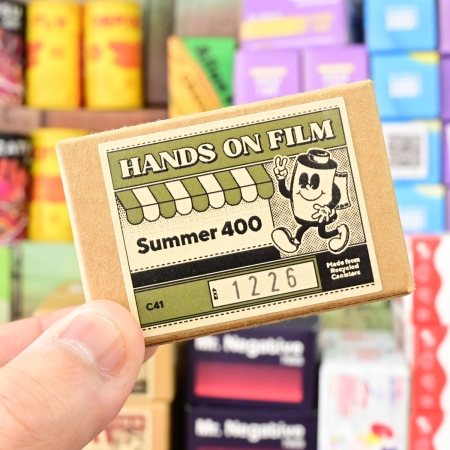 HANDS ON FILM
Summer 400
Made from
Recycled
Canisters
C41
EXP
1226
Mr. Negative
Mr. Negative